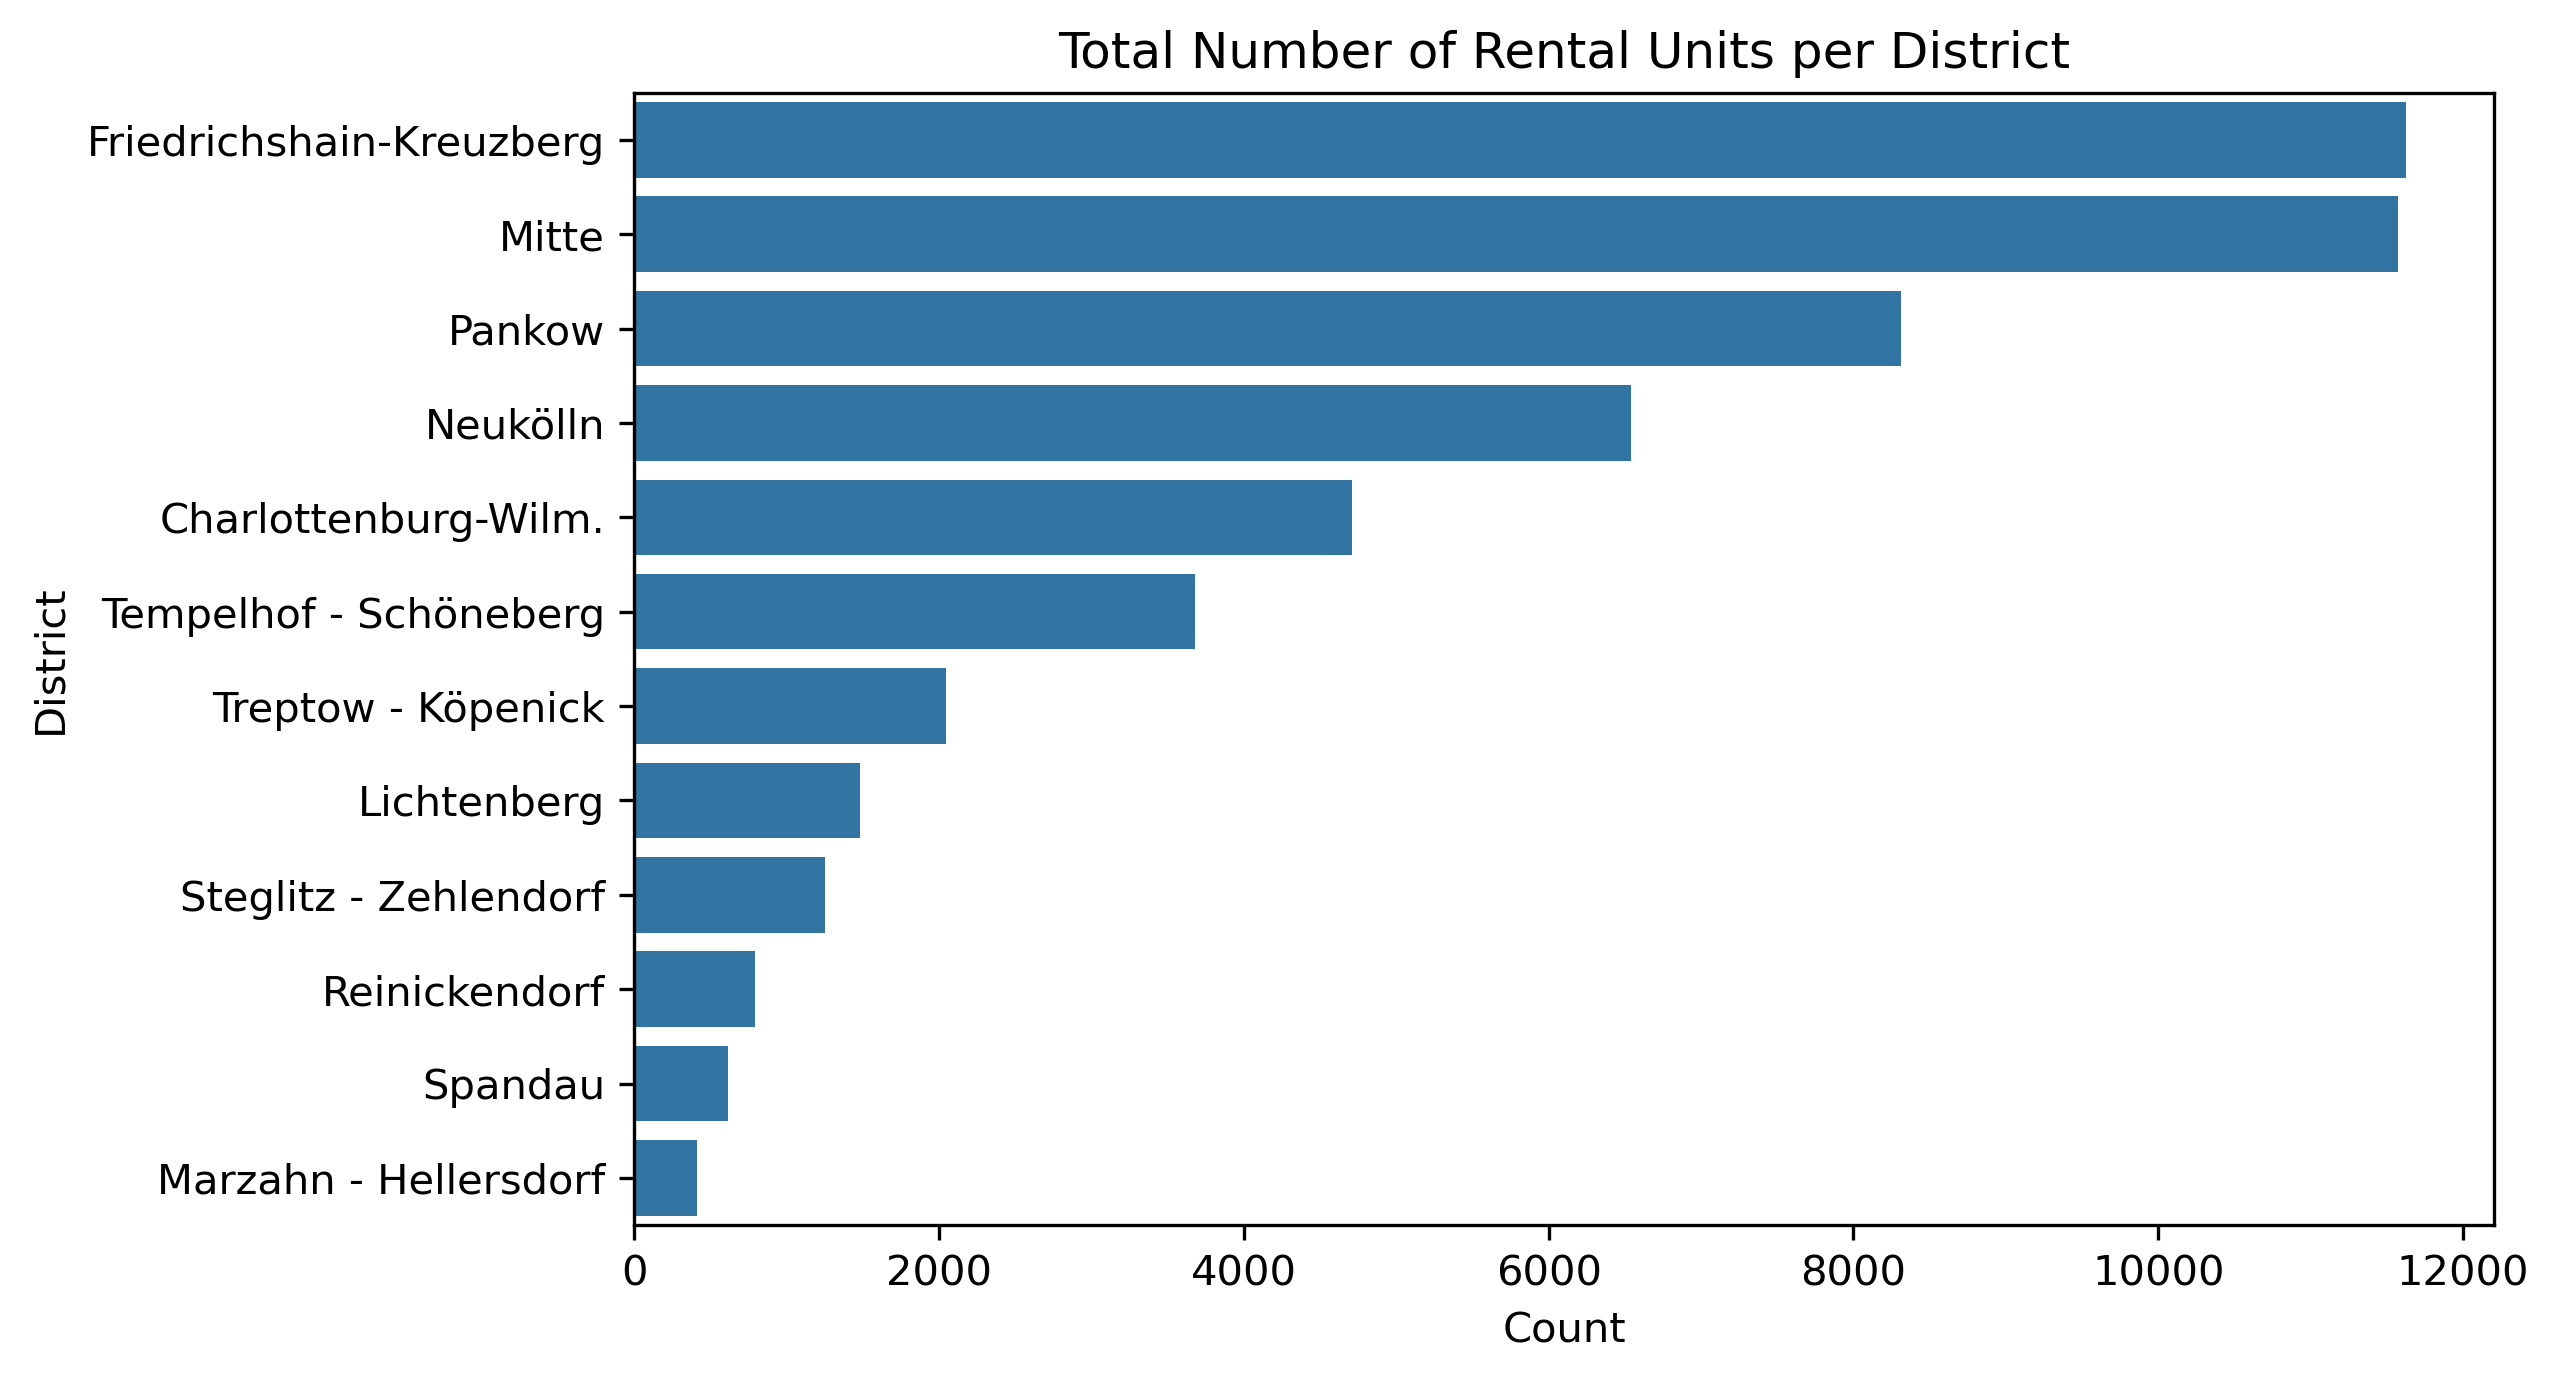 Total Number of Rental Units per District
Friedrichshain-Kreuzberg
Mitte
Pankow
Neukölln
Charlottenburg-Wilm.
Tempelhof - Schöneberg
Treptow - Köpenick
Lichtenberg
Steglitz - Zehlendorf
Reinickendorf
Spandau
Marzahn - Hellersdorf
District
0 2000 4000 6000 8000 10000 12000
Count